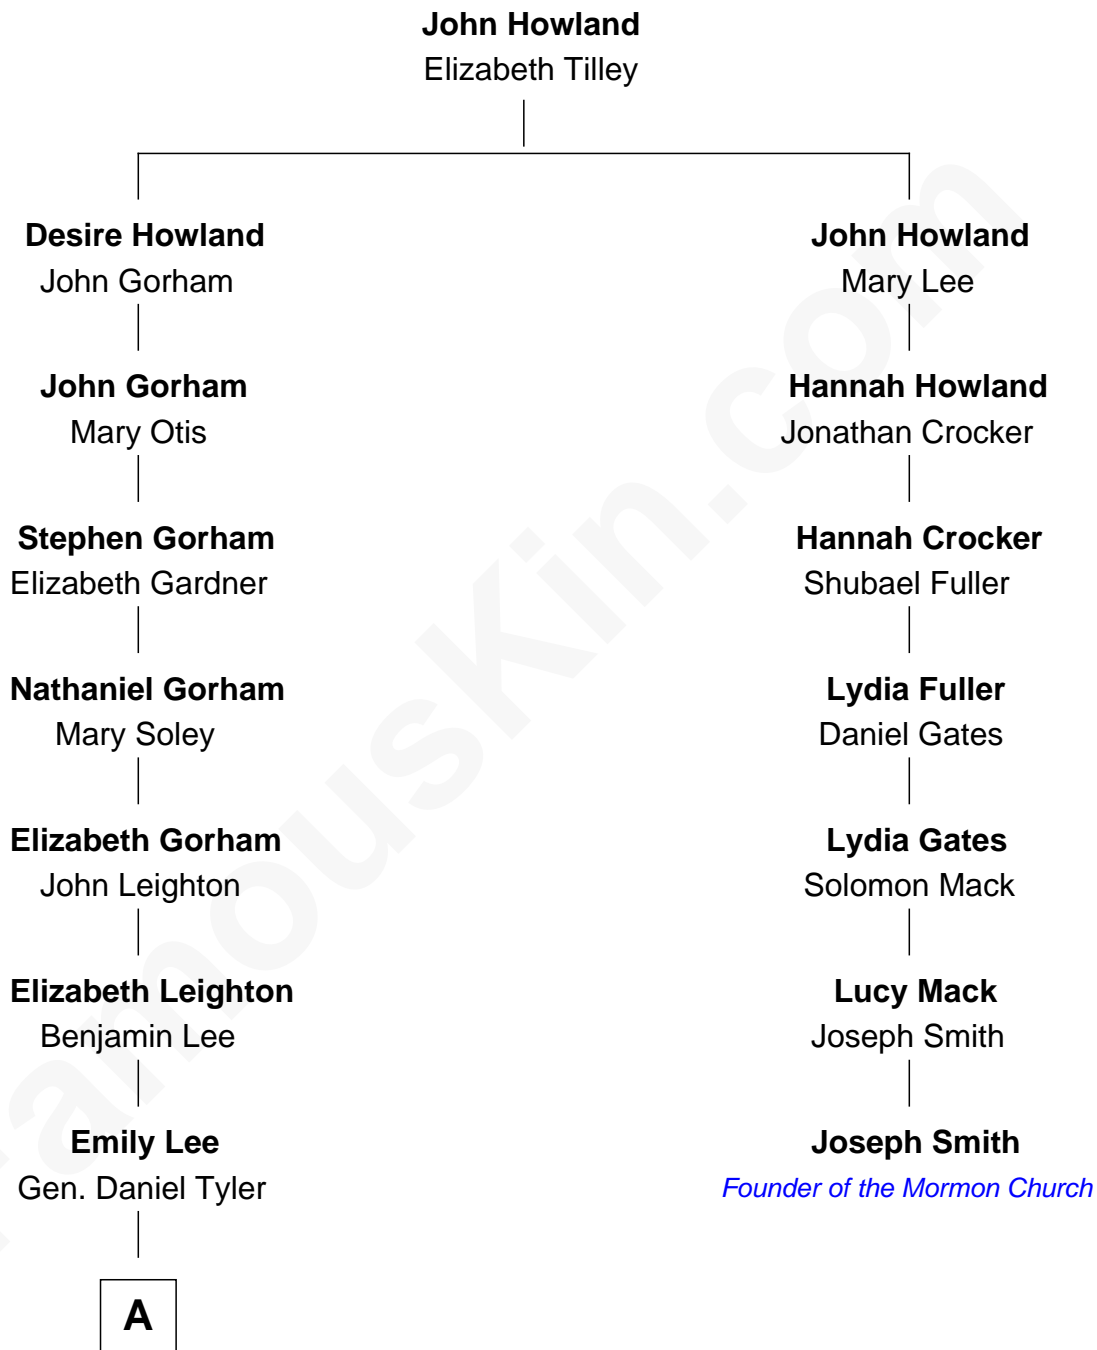 John Howland
Elizabeth Tilley
Desire Howland
John Gorham
John Howland
Mary Lee
John Gorham
Mary Otis
Hannah Howland
Jonathan Crocker
Stephen Gorham
Elizabeth Gardner
Hannah Crocker
Shubael Fuller
Nathaniel Gorham
Mary Soley
Lydia Fuller
Daniel Gates
Elizabeth Gorham
John Leighton
Lydia Gates
Solomon Mack
Elizabeth Leighton
Benjamin Lee
Lucy Mack
Joseph Smith
Emily Lee
Gen. Daniel Tyler
Joseph Smith
Founder of the Mormon Church
A
FamousKin.com